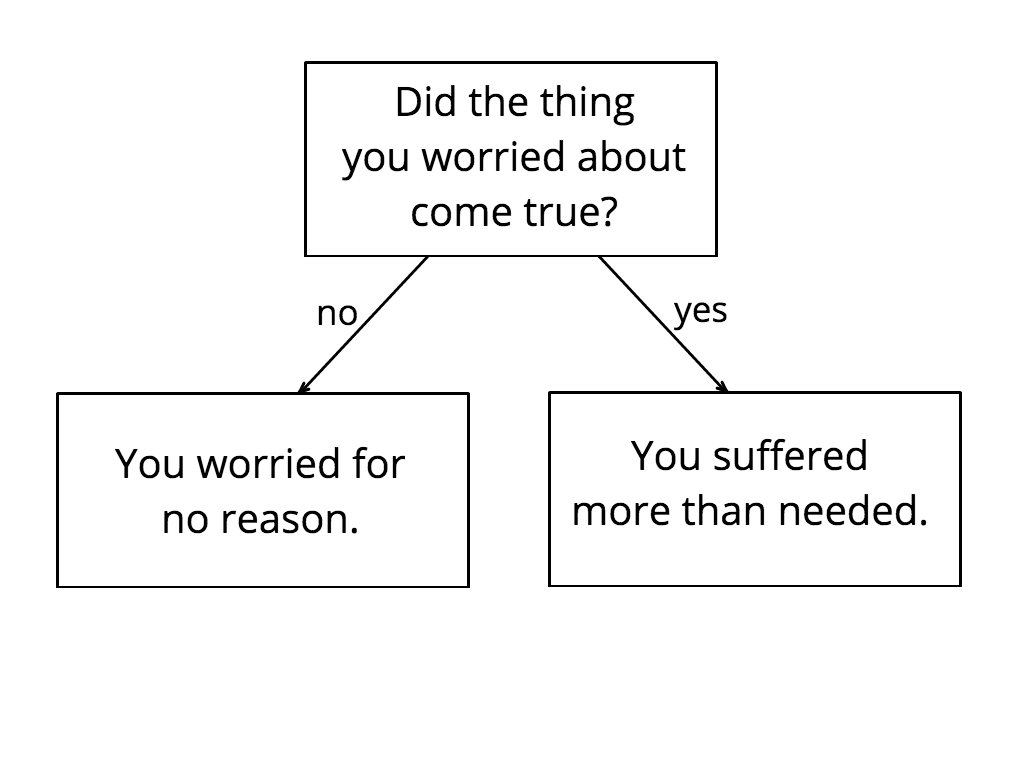 Did the thing
you worried about
come true?
no
yes
You worried for
no reason.
You suffered
more than needed.